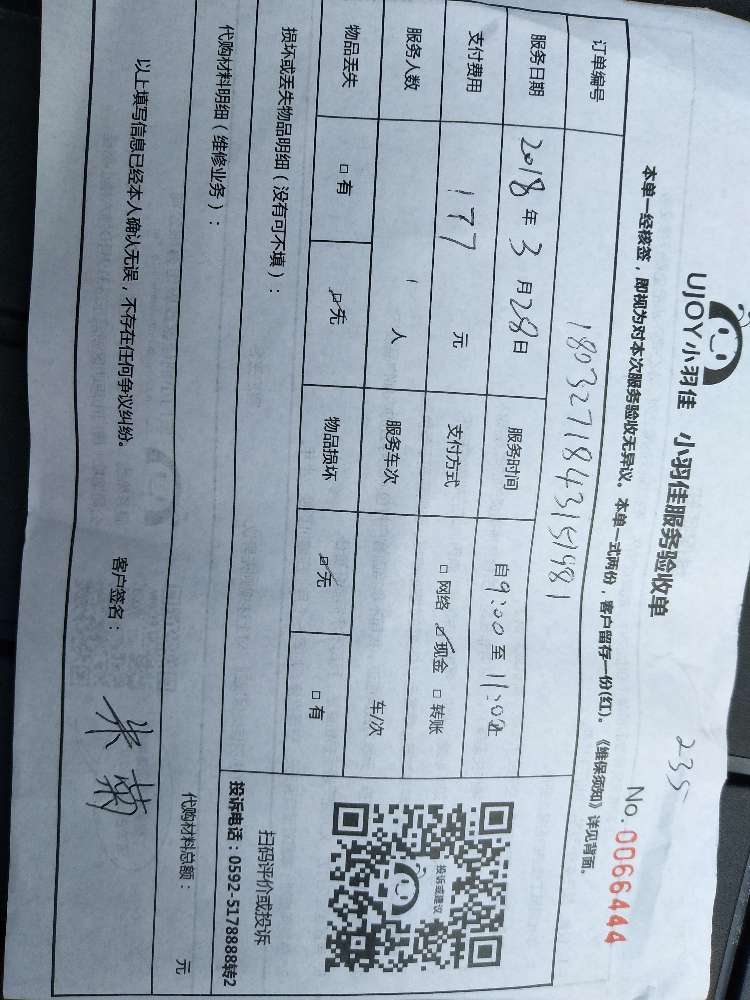 UJOY小羽佳 小羽佳服务验收单
235
No.0066444
本单一经核签，即视为对本次服务验收无异议。本单一式两份，客户留存一份(红)。《维保须知》详见背面。
订单编号 1803271843151981
服务日期 2018年3月28日 服务时间 自9:00至11:00止
支付费用 177 元 支付方式 □网络 ☑现金 □转账
服务人数 1 人 服务车次 车/次
物品丢失 □有 ☑无 物品损坏 ☑无 □有
损坏或丢失物品明细（没有可不填）：
代购材料明细（维修业务）：
代购材料总额： 元
投诉或建议
扫码评价或投诉
投诉电话：0592-5178888转2
以上填写信息已经本人确认无误，不存在任何争议纠纷。 客户签名： 朱菊